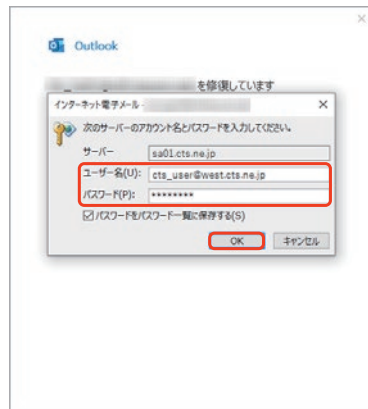 Outlook
を修復しています
インターネット電子メール -
次のサーバーのアカウント名とパスワードを入力してください。
サーバー sa01.cts.ne.jp
ユーザー名(U): cts_user@west.cts.ne.jp
パスワード(P): ********
パスワードをパスワード一覧に保存する(S)
OK キャンセル